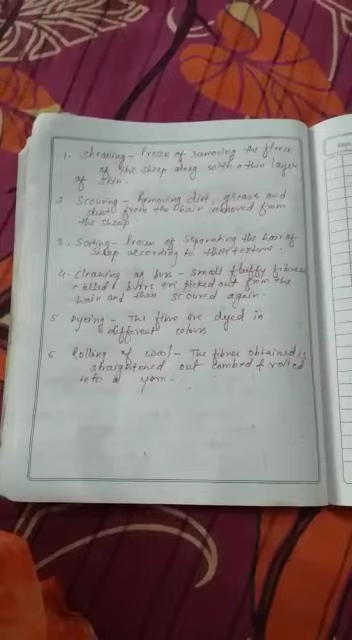 1. Shearing - Process of removing the fleece
of the sheep along with a thin layer
of skin.
2 Scouring - Removing dirt, grease and
from the hair removed from
the sheep
3. Sorting - Process of separating the hair of
sheep according to their texture.
4. Cleaning of burs - small fluffy fibres
called burrs are picked out from the
hair and then scoured again.
5 Dyeing - The fibre are dyed in
different colours
6 Rolling of wool - The fibres obtained is
straightened out combed & rolled
into a yarn.